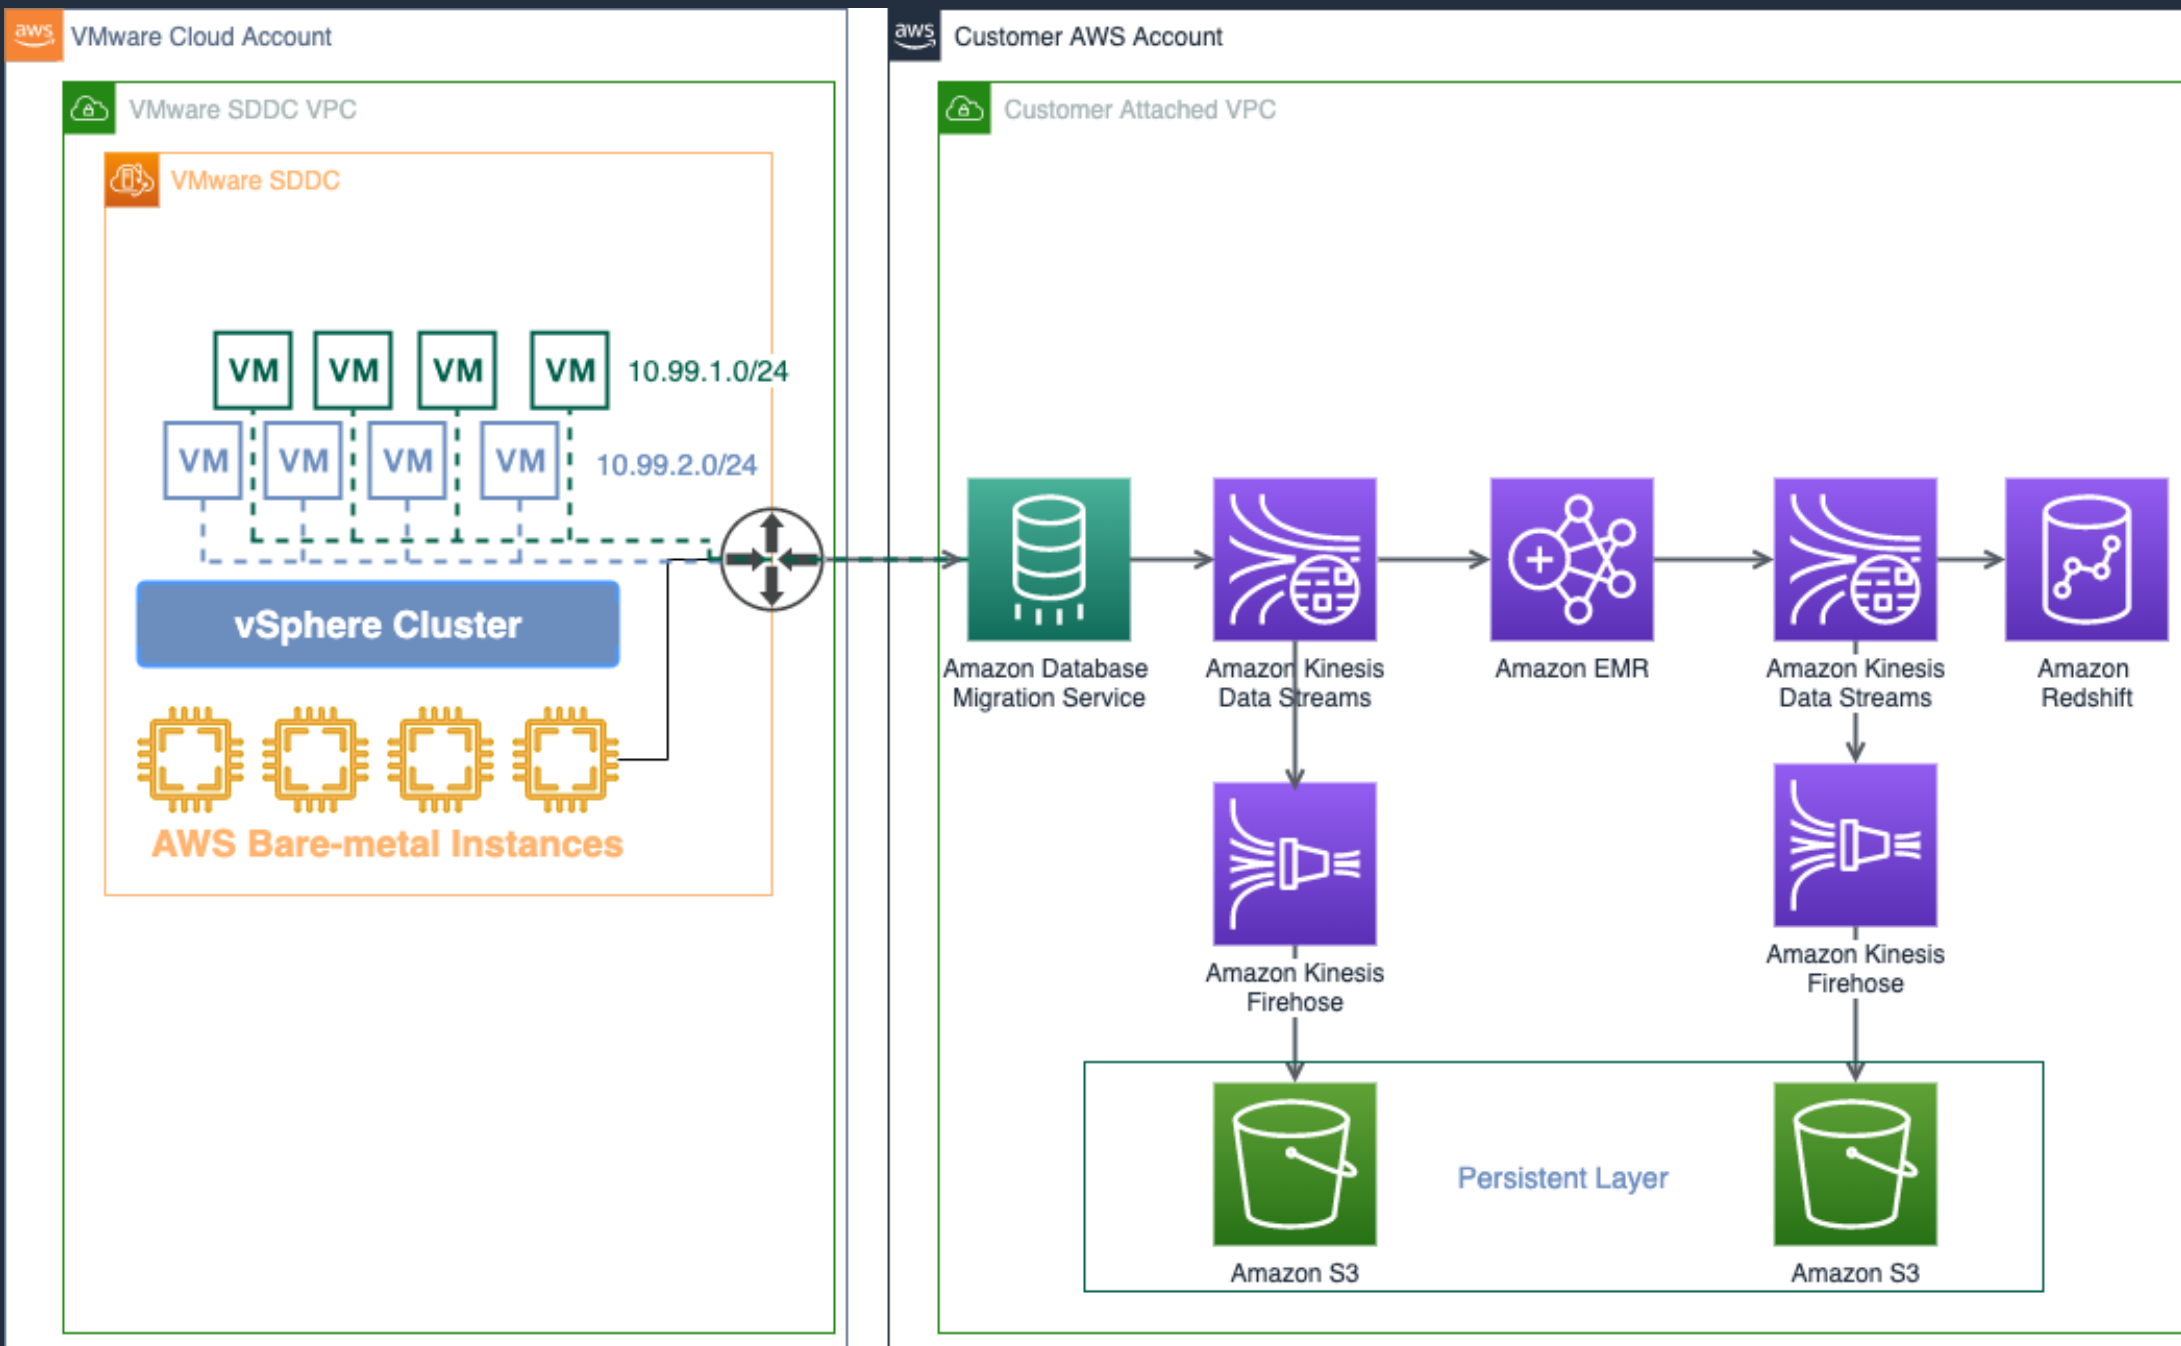 aws
VMware Cloud Account
VMware SDDC VPC
VMware SDDC
VM VM VM VM 10.99.1.0/24
VM VM VM VM 10.99.2.0/24
vSphere Cluster
AWS Bare-metal Instances
aws
Customer AWS Account
Customer Attached VPC
Amazon Database
Migration Service
Amazon Kinesis
Data Streams
Amazon EMR
Amazon Kinesis
Data Streams
Amazon
Redshift
Amazon Kinesis
Firehose
Amazon Kinesis
Firehose
Persistent Layer
Amazon S3
Amazon S3